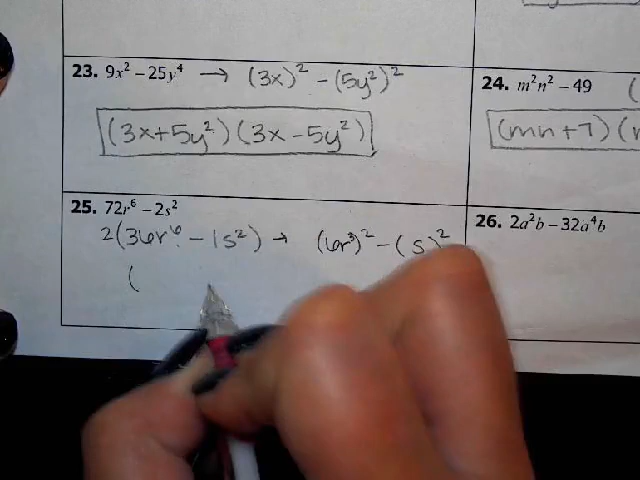 23. 9x² – 25y⁴ → (3x)² – (5y²)²
(3x+5y²)(3x–5y²)
24. m²n² – 49 (
(mn+7)(
25. 72r⁶ – 2s²
2(36r⁶ – 1s²) → (6r³)² – (s)²
(
26. 2a²b – 32a⁴b